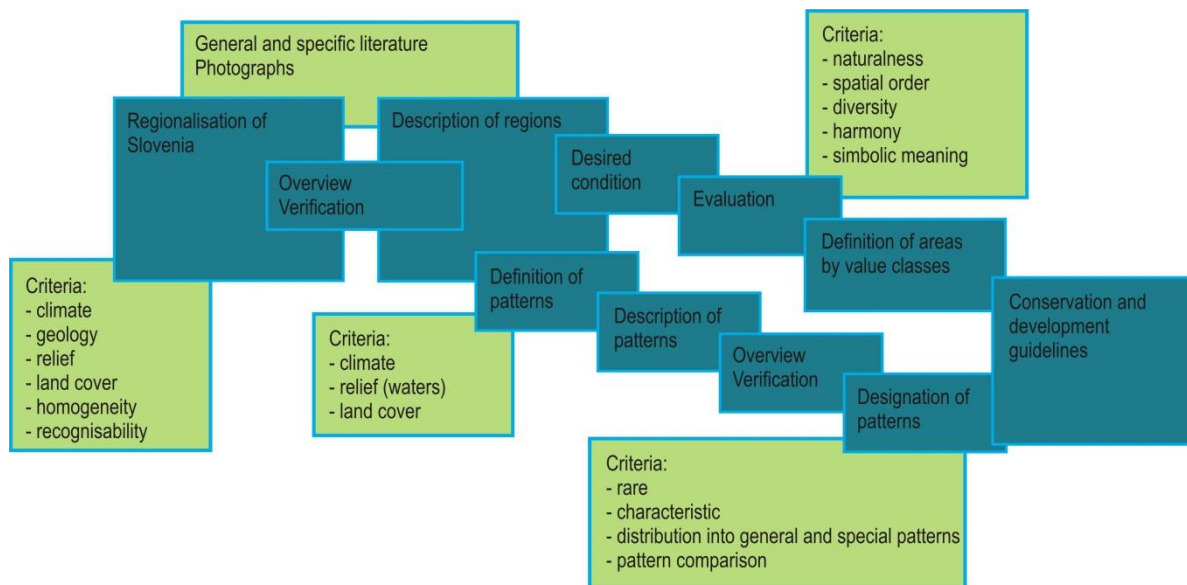 General and specific literature
Photographs
Criteria:
- naturalness
- spatial order
- diversity
- harmony
- simbolic meaning
Regionalisation of
Slovenia
Description of regions
Overview
Verification
Desired
condition
Evaluation
Definition of areas
by value classes
Conservation and
development
guidelines
Definition of
patterns
Description of
patterns
Overview
Verification
Designation of
patterns
Criteria:
- climate
- geology
- relief
- land cover
- homogeneity
- recognisability
Criteria:
- climate
- relief (waters)
- land cover
Criteria:
- rare
- characteristic
- distribution into general and special patterns
- pattern comparison